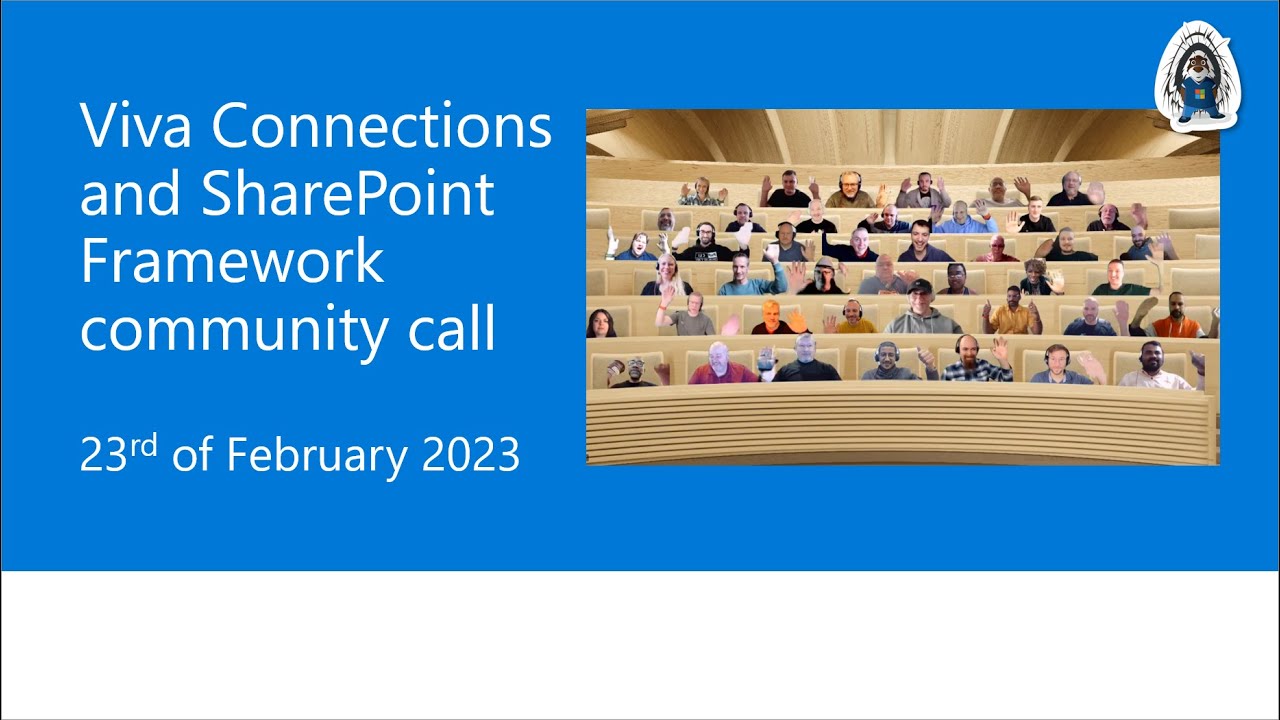 Viva Connections
and SharePoint
Framework
community call
23rd of February 2023